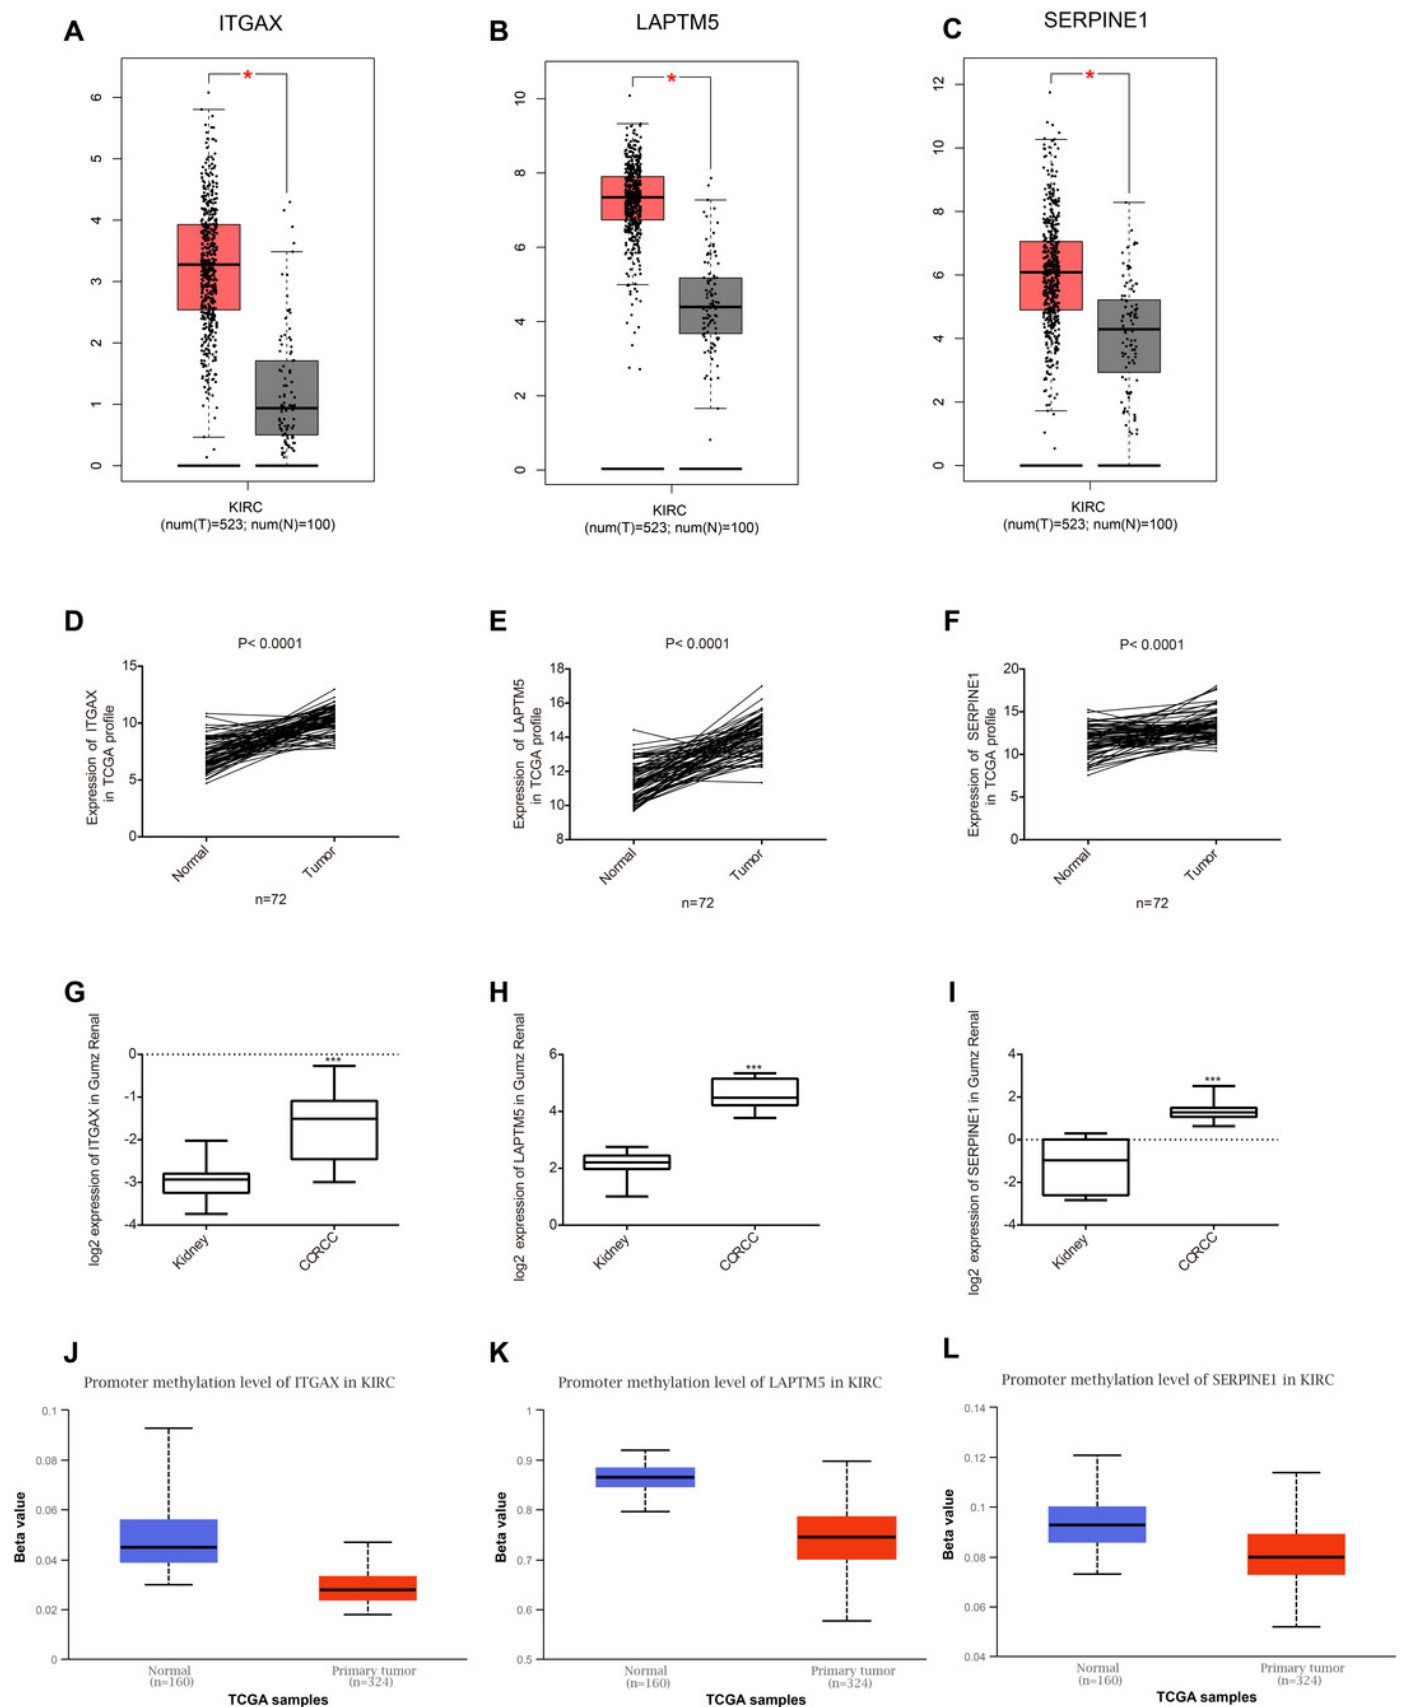 A
ITGAX
*
6
5
4
3
2
1
0
KIRC
(num(T)=523; num(N)=100)
B
LAPTM5
*
10
8
6
4
2
0
KIRC
(num(T)=523; num(N)=100)
C
SERPINE1
*
12
10
8
6
4
2
0
KIRC
(num(T)=523; num(N)=100)
D
P< 0.0001
Expression of ITGAX
in TCGA profile
15
10
5
0
Normal
Tumor
n=72
E
P< 0.0001
Expression of LAPTM5
in TCGA profile
18
16
14
12
10
8
Normal
Tumor
n=72
F
P< 0.0001
Expression of SERPINE1
in TCGA profile
20
15
10
5
0
Normal
Tumor
n=72
G
log2 expression of ITGAX in Gumz Renal
0
-1
-2
-3
-4
***
Kidney
CCRCC
H
log2 expression of LAPTM5 in Gumz Renal
6
4
2
0
***
Kidney
CCRCC
I
log2 expression of SERPINE1 in Gumz Renal
4
2
0
-2
-4
***
Kidney
CCRCC
J
Promoter methylation level of ITGAX in KIRC
Beta value
0.1
0.08
0.06
0.04
0.02
0
Normal
(n=160)
Primary tumor
(n=324)
TCGA samples
K
Promoter methylation level of LAPTM5 in KIRC
Beta value
1
0.9
0.8
0.7
0.6
0.5
Normal
(n=160)
Primary tumor
(n=324)
TCGA samples
L
Promoter methylation level of SERPINE1 in KIRC
Beta value
0.14
0.12
0.1
0.08
0.06
0.04
Normal
(n=160)
Primary tumor
(n=324)
TCGA samples